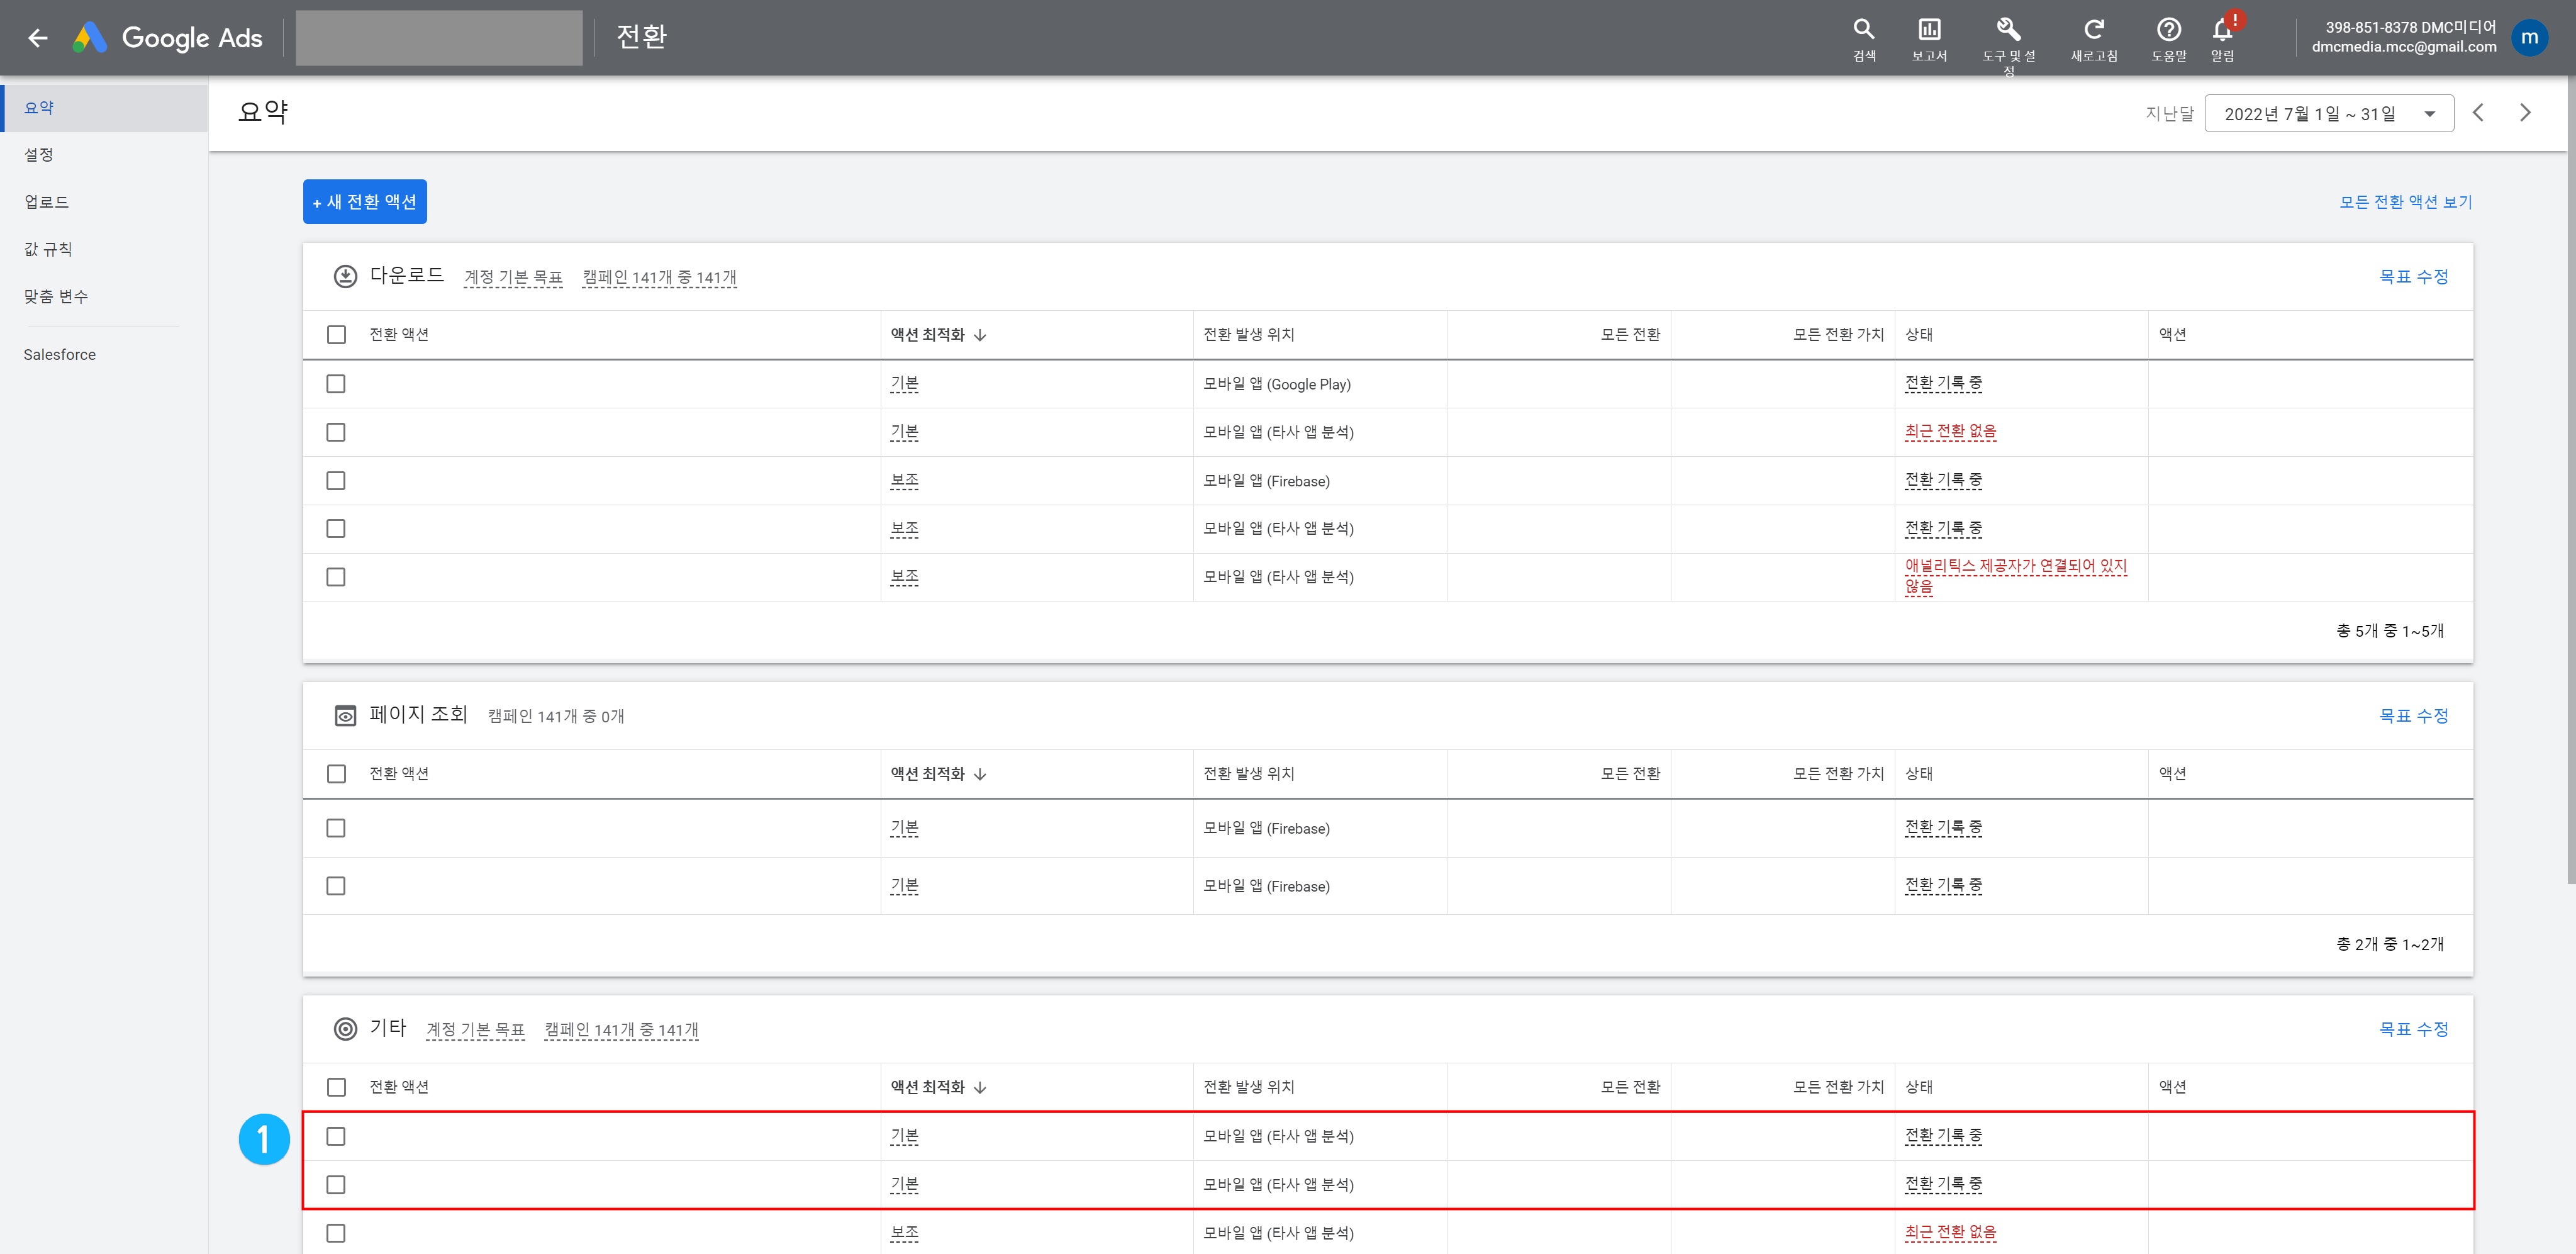 Google Ads
전환
검색
보고서
도구 및 설
정
새로고침
도움말
!
알림
398-851-8378 DMC미디어
dmcmedia.mcc@gmail.com
m
요약
설정
업로드
값 규칙
맞춤 변수
Salesforce
요약
지난달 2022년 7월 1일 ~ 31일
+ 새 전환 액션
모든 전환 액션 보기
다운로드 계정 기본 목표 캠페인 141개 중 141개 목표 수정
전환 액션 액션 최적화 전환 발생 위치 모든 전환 모든 전환 가치 상태 액션
기본 모바일 앱 (Google Play) 전환 기록 중
기본 모바일 앱 (타사 앱 분석) 최근 전환 없음
보조 모바일 앱 (Firebase) 전환 기록 중
보조 모바일 앱 (타사 앱 분석) 전환 기록 중
보조 모바일 앱 (타사 앱 분석) 애널리틱스 제공자가 연결되어 있지
않음
총 5개 중 1~5개
페이지 조회 캠페인 141개 중 0개 목표 수정
전환 액션 액션 최적화 전환 발생 위치 모든 전환 모든 전환 가치 상태 액션
기본 모바일 앱 (Firebase) 전환 기록 중
기본 모바일 앱 (Firebase) 전환 기록 중
총 2개 중 1~2개
기타 계정 기본 목표 캠페인 141개 중 141개 목표 수정
전환 액션 액션 최적화 전환 발생 위치 모든 전환 모든 전환 가치 상태 액션
1
기본 모바일 앱 (타사 앱 분석) 전환 기록 중
기본 모바일 앱 (타사 앱 분석) 전환 기록 중
보조 모바일 앱 (타사 앱 분석) 최근 전환 없음